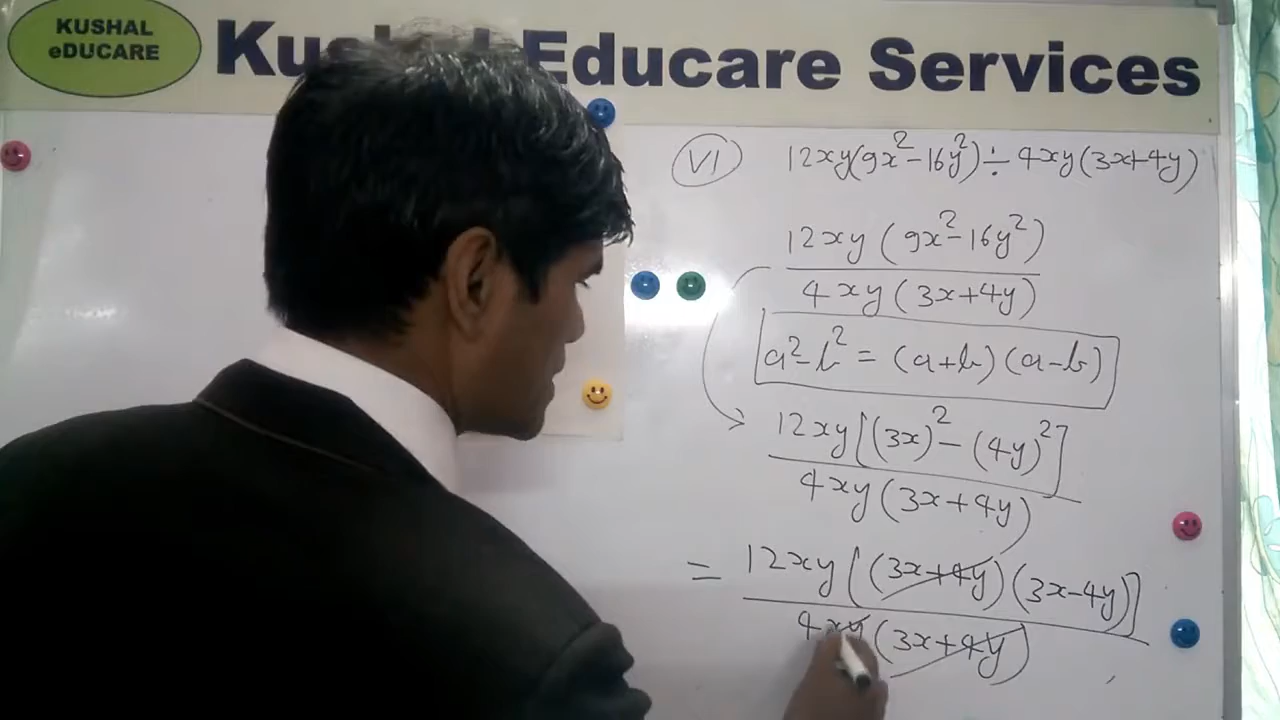 KUSHAL
eDUCARE
Educare Services
VI 12xy(9x²-16y²) ÷ 4xy(3x+4y)
12xy(9x²-16y²)
4xy(3x+4y)
a²-b² = (a+b)(a-b)
12xy[(3x)²-(4y)²]
4xy(3x+4y)
= 12xy[(3x+4y)(3x-4y)]
4xy(3x+4y)